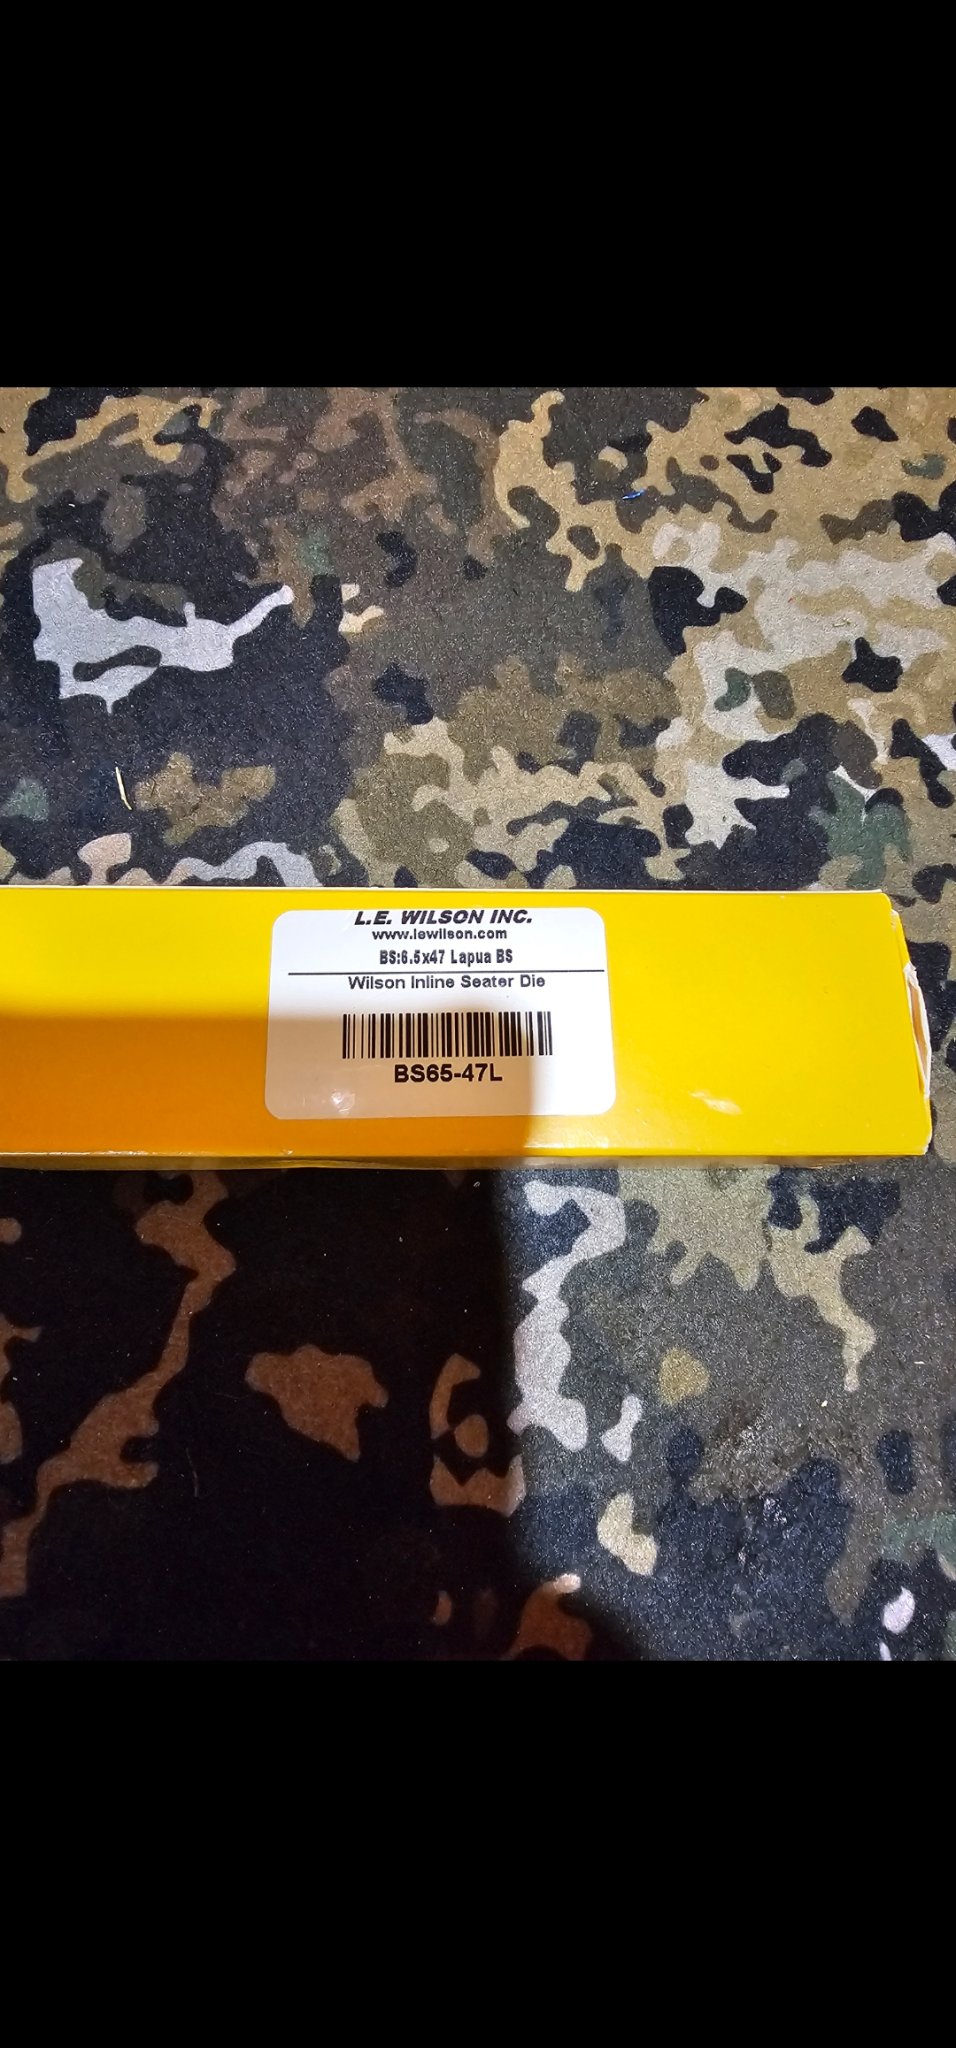 L.E. WILSON INC.
www.lewilson.com
BS:6.5x47 Lapua BS
Wilson Inline Seater Die
BS65-47L